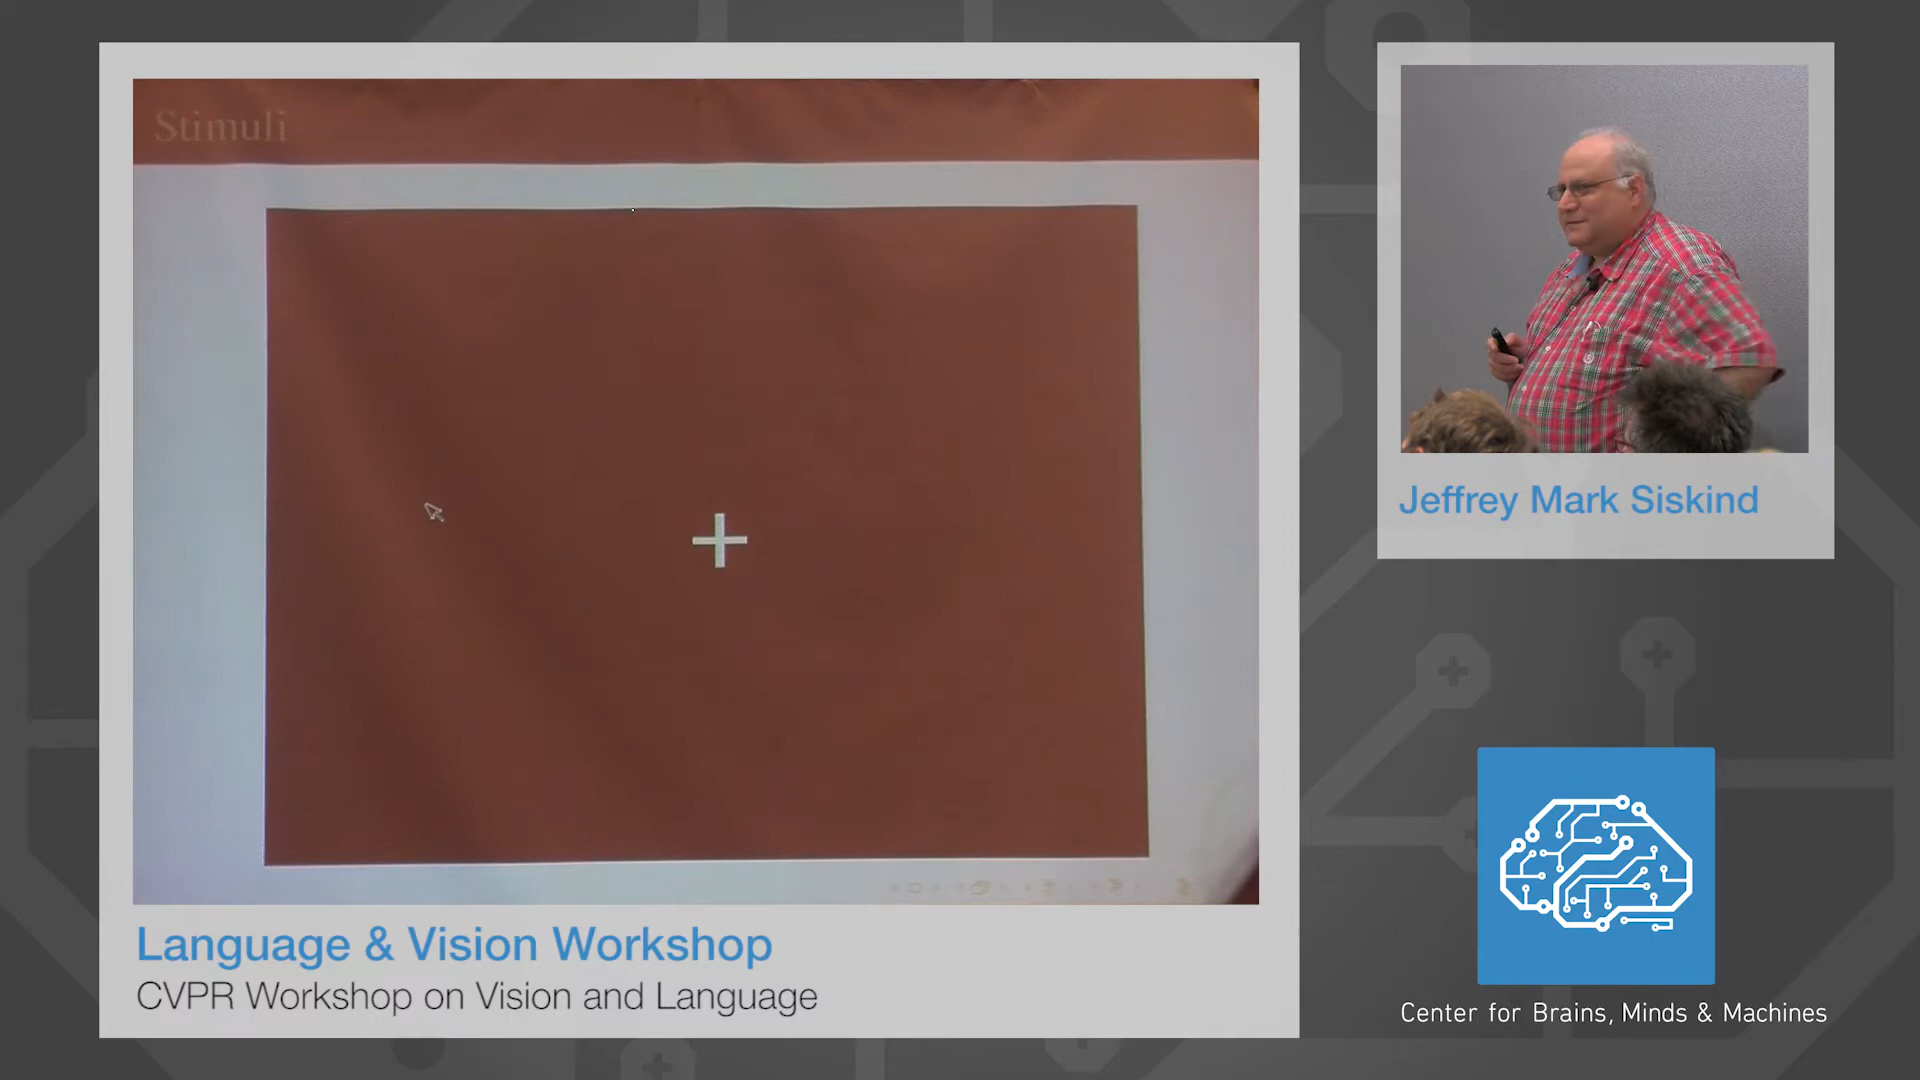 Stimuli
Jeffrey Mark Siskind
Language & Vision Workshop
CVPR Workshop on Vision and Language
Center for Brains, Minds & Machines